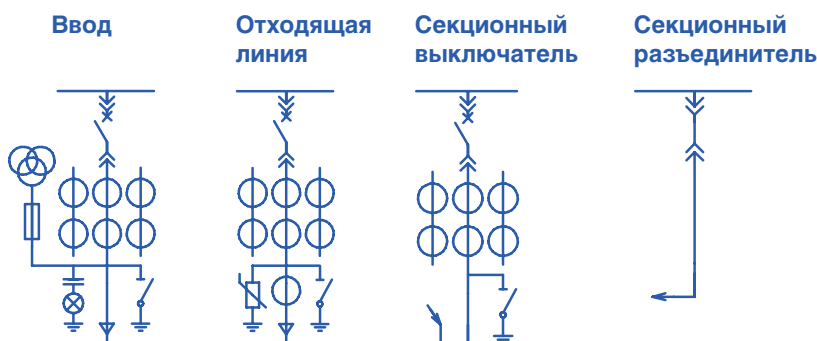 Ввод
Отходящая
линия
Секционный
выключатель
Секционный
разъединитель